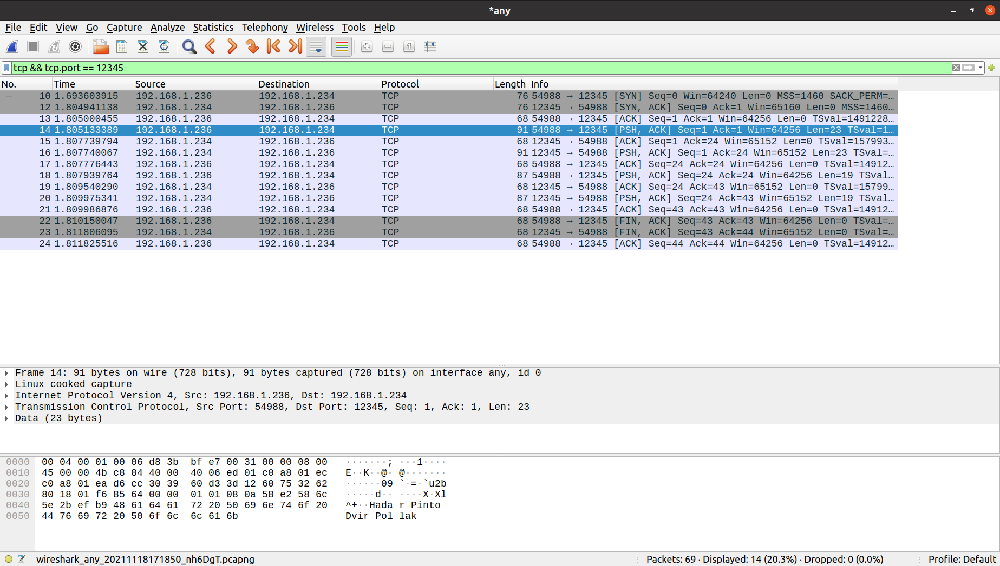 *any
File Edit View Go Capture Analyze Statistics Telephony Wireless Tools Help
tcp && tcp.port == 12345
No. Time Source Destination Protocol Length Info
10 1.693603915 192.168.1.236 192.168.1.234 TCP 76 54988 → 12345 [SYN] Seq=0 Win=64240 Len=0 MSS=1460 SACK_PERM=…
12 1.804941138 192.168.1.234 192.168.1.236 TCP 76 12345 → 54988 [SYN, ACK] Seq=0 Ack=1 Win=65160 Len=0 MSS=1460…
13 1.805000455 192.168.1.236 192.168.1.234 TCP 68 54988 → 12345 [ACK] Seq=1 Ack=1 Win=64256 Len=0 TSval=1491228…
14 1.805133389 192.168.1.236 192.168.1.234 TCP 91 54988 → 12345 [PSH, ACK] Seq=1 Ack=1 Win=64256 Len=23 TSval=1…
15 1.807739794 192.168.1.234 192.168.1.236 TCP 68 12345 → 54988 [ACK] Seq=1 Ack=24 Win=65152 Len=0 TSval=157993…
16 1.807740067 192.168.1.234 192.168.1.236 TCP 91 12345 → 54988 [PSH, ACK] Seq=1 Ack=24 Win=65152 Len=23 TSval=…
17 1.807776443 192.168.1.236 192.168.1.234 TCP 68 54988 → 12345 [ACK] Seq=24 Ack=24 Win=64256 Len=0 TSval=14912…
18 1.807939764 192.168.1.236 192.168.1.234 TCP 87 54988 → 12345 [PSH, ACK] Seq=24 Ack=24 Win=64256 Len=19 TSval…
19 1.809540290 192.168.1.234 192.168.1.236 TCP 68 12345 → 54988 [ACK] Seq=24 Ack=43 Win=65152 Len=0 TSval=15799…
20 1.809975341 192.168.1.234 192.168.1.236 TCP 87 12345 → 54988 [PSH, ACK] Seq=24 Ack=43 Win=65152 Len=19 TSval…
21 1.809986876 192.168.1.236 192.168.1.234 TCP 68 54988 → 12345 [ACK] Seq=43 Ack=43 Win=64256 Len=0 TSval=14912…
22 1.810150047 192.168.1.236 192.168.1.234 TCP 68 54988 → 12345 [FIN, ACK] Seq=43 Ack=43 Win=64256 Len=0 TSval=…
23 1.811806095 192.168.1.234 192.168.1.236 TCP 68 12345 → 54988 [FIN, ACK] Seq=43 Ack=44 Win=65152 Len=0 TSval=…
24 1.811825516 192.168.1.236 192.168.1.234 TCP 68 54988 → 12345 [ACK] Seq=44 Ack=44 Win=64256 Len=0 TSval=14912…
Frame 14: 91 bytes on wire (728 bits), 91 bytes captured (728 bits) on interface any, id 0
Linux cooked capture
Internet Protocol Version 4, Src: 192.168.1.236, Dst: 192.168.1.234
Transmission Control Protocol, Src Port: 54988, Dst Port: 12345, Seq: 1, Ack: 1, Len: 23
Data (23 bytes)
0000 00 04 00 01 00 06 d8 3b bf e7 00 31 00 00 08 00 ·······; ···1····
0010 45 00 00 4b c8 84 40 00 40 06 ed 01 c0 a8 01 ec E··K··@· @·······
0020 c0 a8 01 ea d6 cc 30 39 60 d3 3d 12 60 75 32 62 ······09 `·=·`u2b
0030 80 18 01 f6 85 64 00 00 01 01 08 0a 58 e2 58 6c ·····d·· ····X·Xl
0040 5e 2b ef b9 48 61 64 61 72 20 50 69 6e 74 6f 20 ^+··Hada r Pinto
0050 44 76 69 72 20 50 6f 6c 6c 61 6b Dvir Pol lak
wireshark_any_20211118171850_nh6DgT.pcapng Packets: 69 · Displayed: 14 (20.3%) · Dropped: 0 (0.0%) Profile: Default